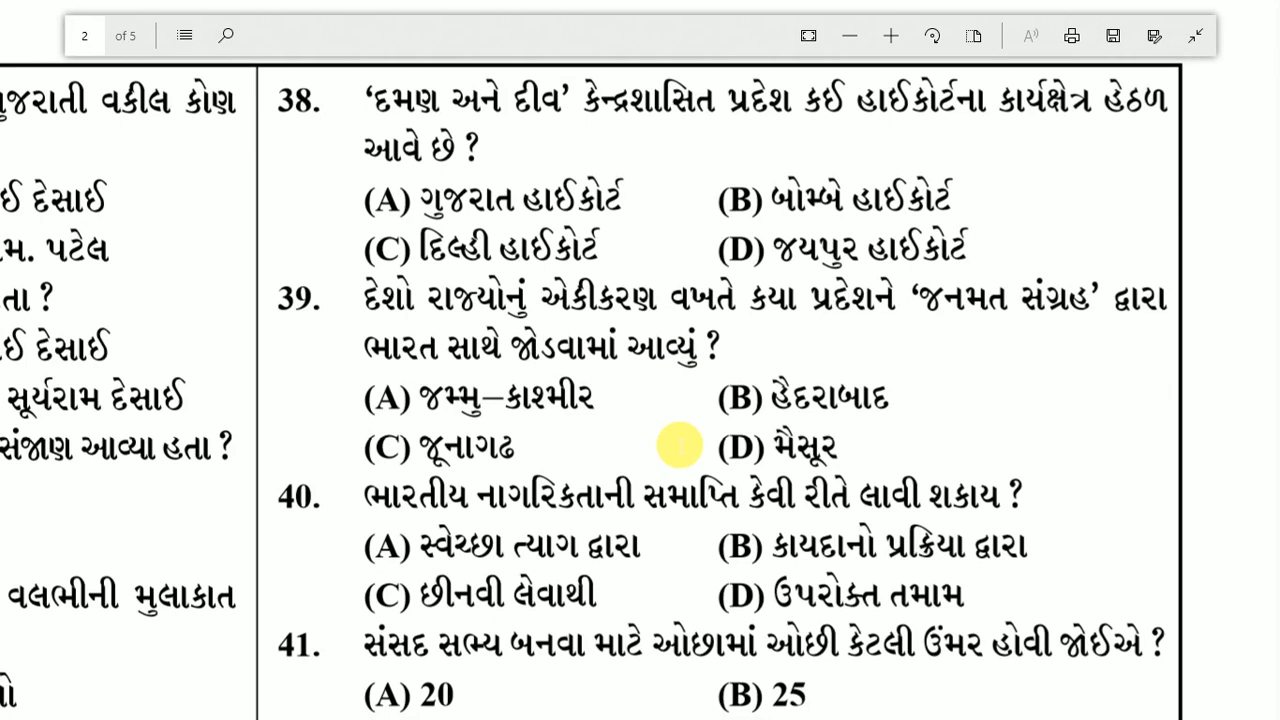 2 of 5
ગુજરાતી વકીલ કોણ
ઈ દેસાઈ
મ. પટેલ
તા ?
ઈ દેસાઈ
સૂર્યરામ દેસાઈ
સંજાણ આવ્યા હતા ?
વલભીની મુલાકાત
38. ‘દમણ અને દીવ’ કેન્દ્રશાસિત પ્રદેશ કઈ હાઈકોર્ટના કાર્યક્ષેત્ર હેઠળ
આવે છે ?
(A) ગુજરાત હાઈકોર્ટ (B) બોમ્બે હાઈકોર્ટ
(C) દિલ્હી હાઈકોર્ટ (D) જયપુર હાઈકોર્ટ
39. દેશો રાજ્યોનું એકીકરણ વખતે કયા પ્રદેશને ‘જનમત સંગ્રહ’ દ્વારા
ભારત સાથે જોડવામાં આવ્યું ?
(A) જમ્મુ–કાશ્મીર (B) હૈદરાબાદ
(C) જૂનાગઢ (D) મૈસૂર
40. ભારતીય નાગરિકતાની સમાપ્તિ કેવી રીતે લાવી શકાય ?
(A) સ્વેચ્છા ત્યાગ દ્વારા (B) કાયદાનો પ્રક્રિયા દ્વારા
(C) છીનવી લેવાથી (D) ઉપરોક્ત તમામ
41. સંસદ સભ્ય બનવા માટે ઓછામાં ઓછી કેટલી ઉંમર હોવી જોઈએ ?
(A) 20 (B) 25